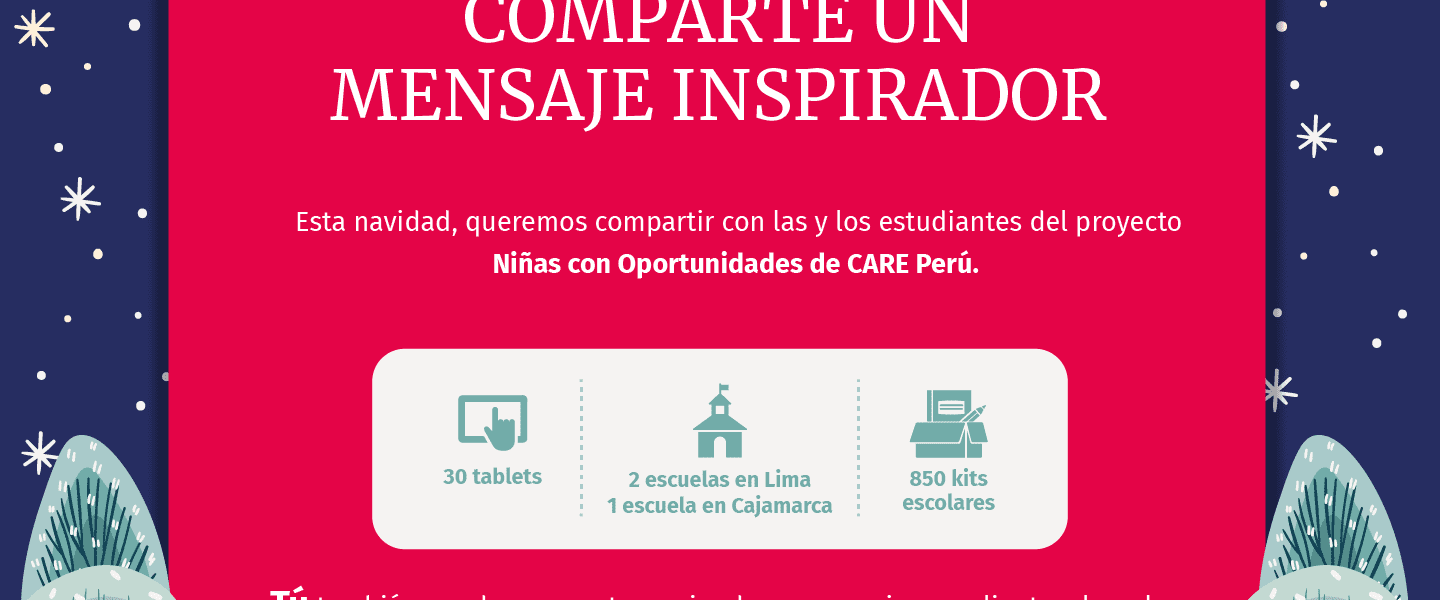 COMPARTE UN
MENSAJE INSPIRADOR
Esta navidad, queremos compartir con las y los estudiantes del proyecto
Niñas con Oportunidades de CARE Perú.
30 tablets
2 escuelas en Lima
1 escuela en Cajamarca
850 kits
escolares
Tú